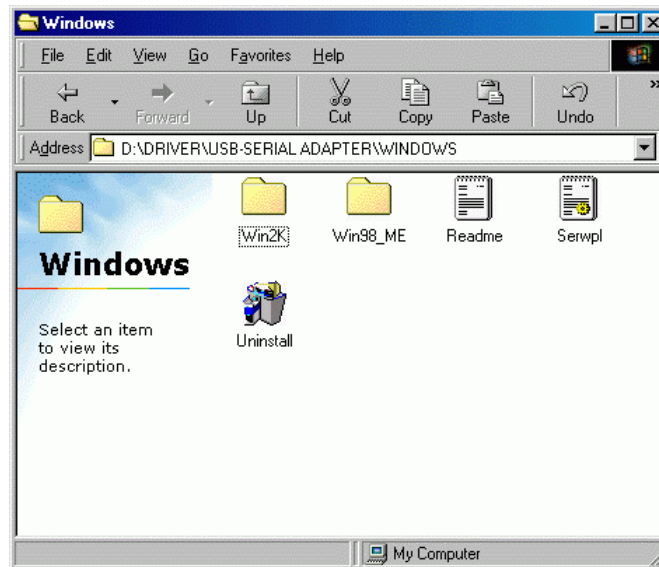 Windows
File Edit View Go Favorites Help
Back Forward Up Cut Copy Paste Undo »
Address D:\DRIVER\USB-SERIAL ADAPTER\WINDOWS
Win2K Win98_ME Readme Serwpl
Windows
Select an item
to view its
description.
Uninstall
My Computer